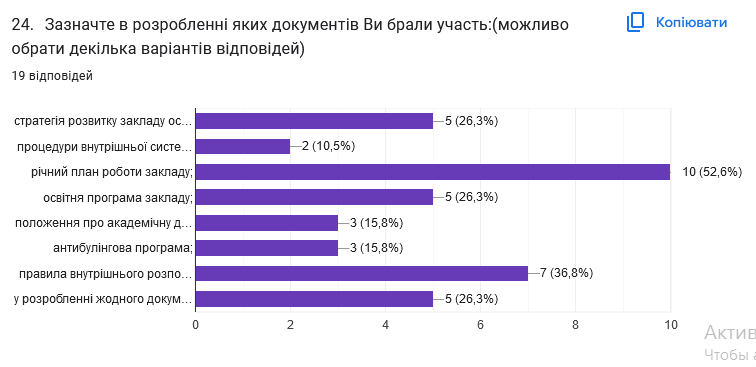 24. Зазначте в розробленні яких документів Ви брали участь:(можливо
обрати декілька варіантів відповідей)
Копіювати
19 відповідей
стратегія розвитку закладу ос…
5 (26,3%)
процедури внутрішньої систе…
2 (10,5%)
річний план роботи закладу;
10 (52,6%)
освітня програма закладу;
5 (26,3%)
положення про академічну д…
3 (15,8%)
антибулінгова програма;
3 (15,8%)
правила внутрішнього розпо…
7 (36,8%)
у розробленні жодного докум…
5 (26,3%)
0 2 4 6 8 10
Актив
Чтобы